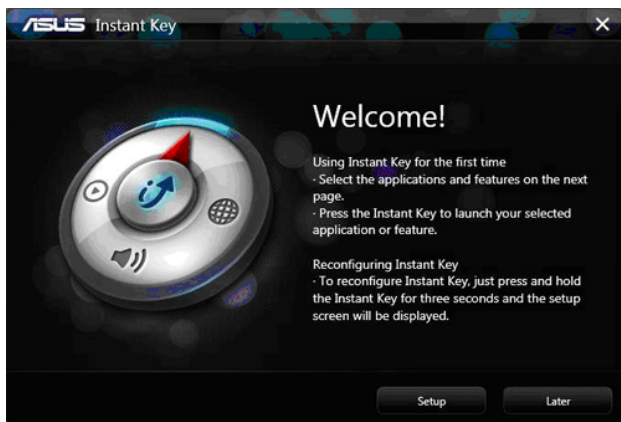 ASUS Instant Key
Welcome!
Using Instant Key for the first time
· Select the applications and features on the next
page.
· Press the Instant Key to launch your selected
application or feature.
Reconfiguring Instant Key
· To reconfigure Instant Key, just press and hold
the Instant Key for three seconds and the setup
screen will be displayed.
Setup Later